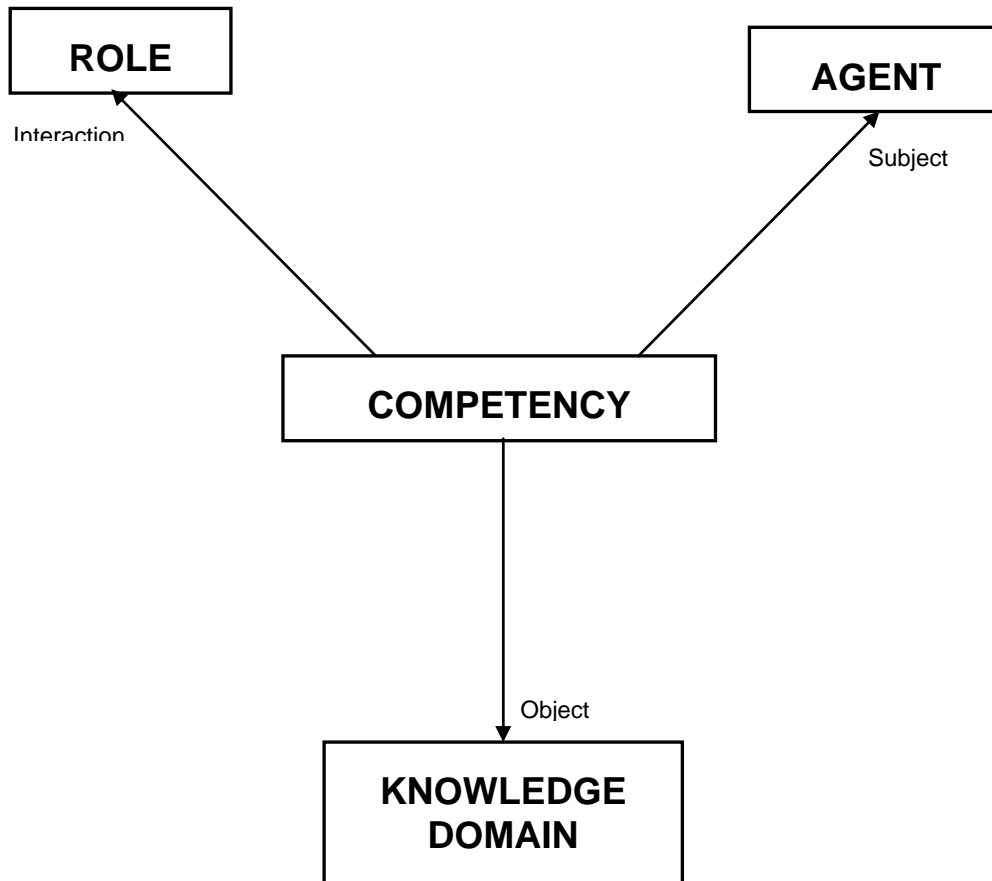 ROLE
AGENT
Interaction
Subject
COMPETENCY
Object
KNOWLEDGE
DOMAIN